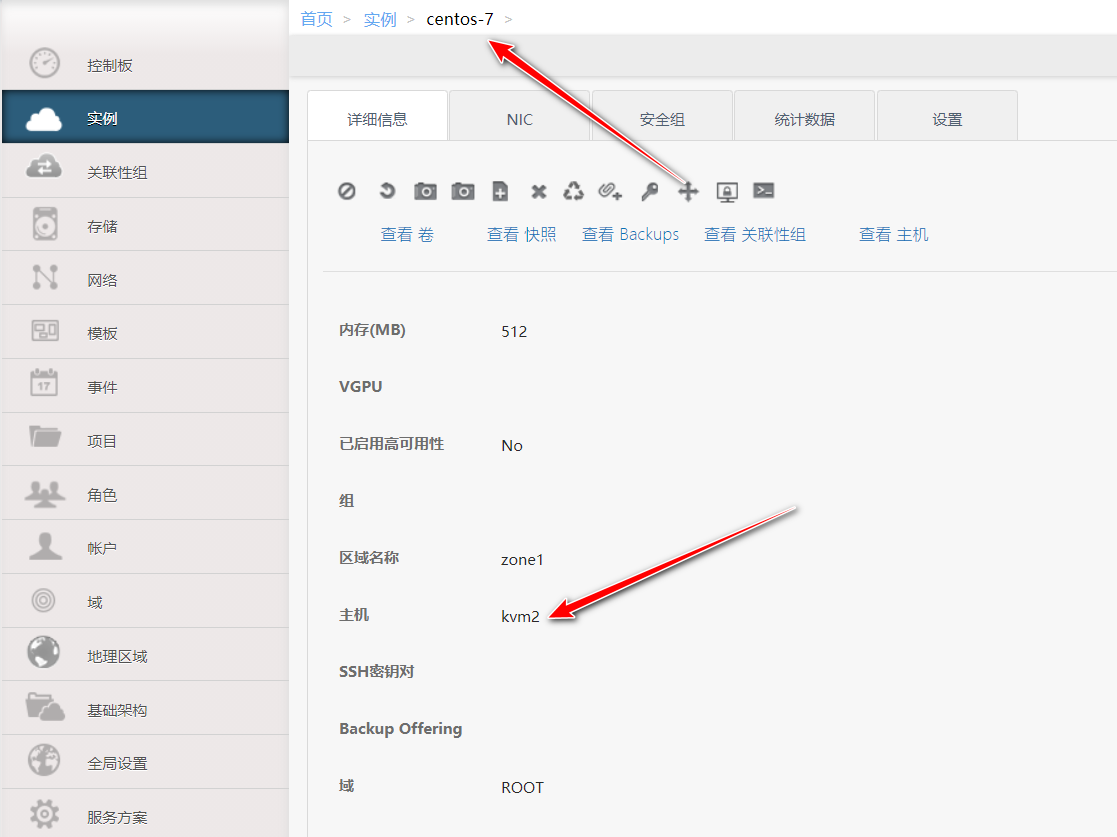 首页 > 实例 > centos-7 >
控制板
实例
关联性组
存储
网络
模板
17
事件
项目
角色
帐户
域
地理区域
基础架构
全局设置
服务方案
详细信息 NIC 安全组 统计数据 设置
查看 卷 查看 快照 查看 Backups 查看 关联性组 查看 主机
内存(MB) 512
VGPU
已启用高可用性 No
组
区域名称 zone1
主机 kvm2
SSH密钥对
Backup Offering
域 ROOT